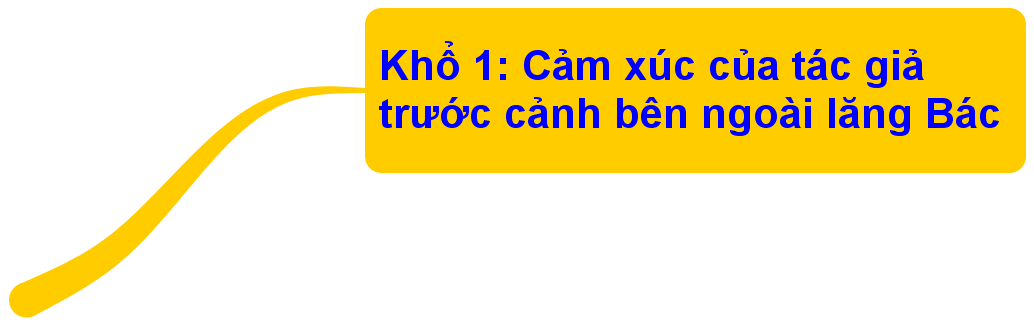 Khổ 1: Cảm xúc của tác giả
trước cảnh bên ngoài lăng Bác